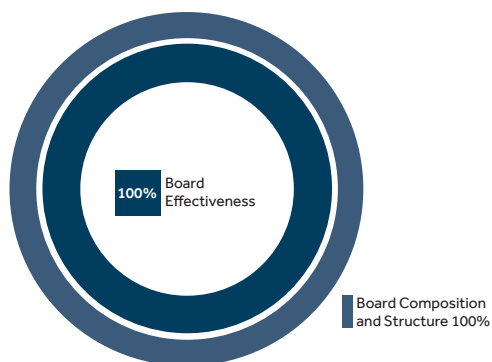 100% Board
Effectiveness
Board Composition
and Structure 100%